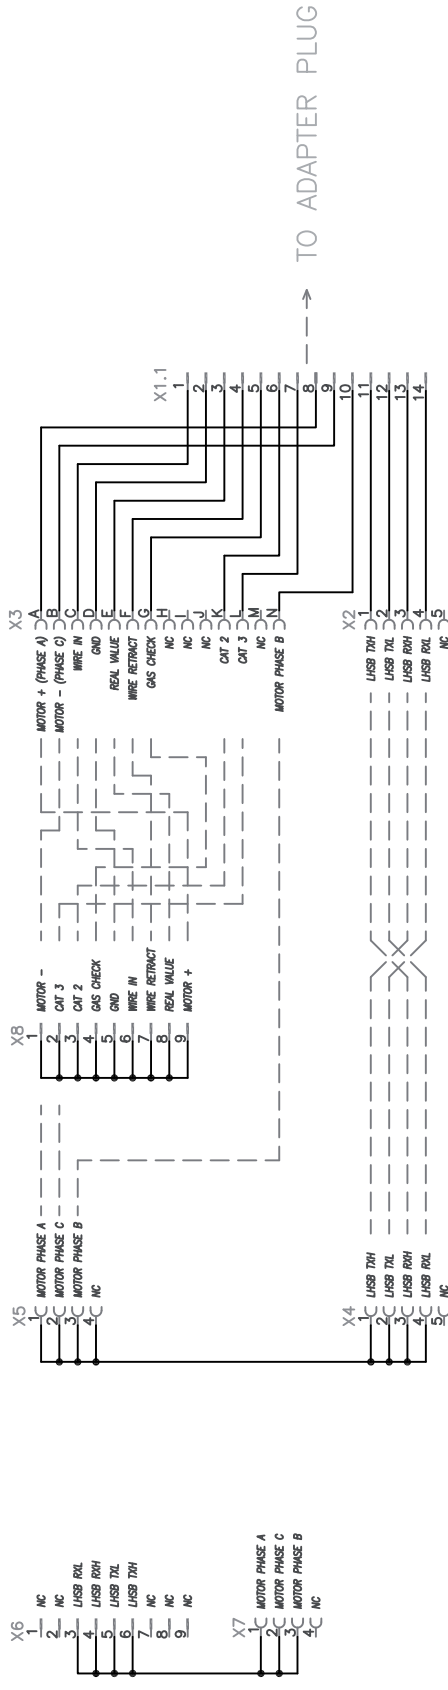 TO ADAPTER PLUG
X1.1
1
2
3
4
5
6
7
8
9
10
11
12
13
14
X3
A MOTOR + (PHASE A)
B MOTOR - (PHASE C)
C WIRE IN
D GND
E REAL VALUE
F WIRE RETRACT
G GAS CHECK
H NC
I NC
J NC
K CAT 2
L CAT 3
M NC
N MOTOR PHASE B
X2
1 LHSB TXH
2 LHSB TXL
3 LHSB RXH
4 LHSB RXL
5 NC
X8
1 MOTOR -
2 CAT 3
3 CAT 2
4 GAS CHECK
5 GND
6 WIRE IN
7 WIRE RETRACT
8 REAL VALUE
9 MOTOR +
X5
1 MOTOR PHASE A
2 MOTOR PHASE C
3 MOTOR PHASE B
4 NC
X4
1 LHSB TXH
2 LHSB TXL
3 LHSB RXH
4 LHSB RXL
5 NC
X6
1 NC
2 NC
3 LHSB RXL
4 LHSB RXH
5 LHSB TXL
6 LHSB TXH
7 NC
8 NC
9 NC
X7
1 MOTOR PHASE A
2 MOTOR PHASE C
3 MOTOR PHASE B
4 NC